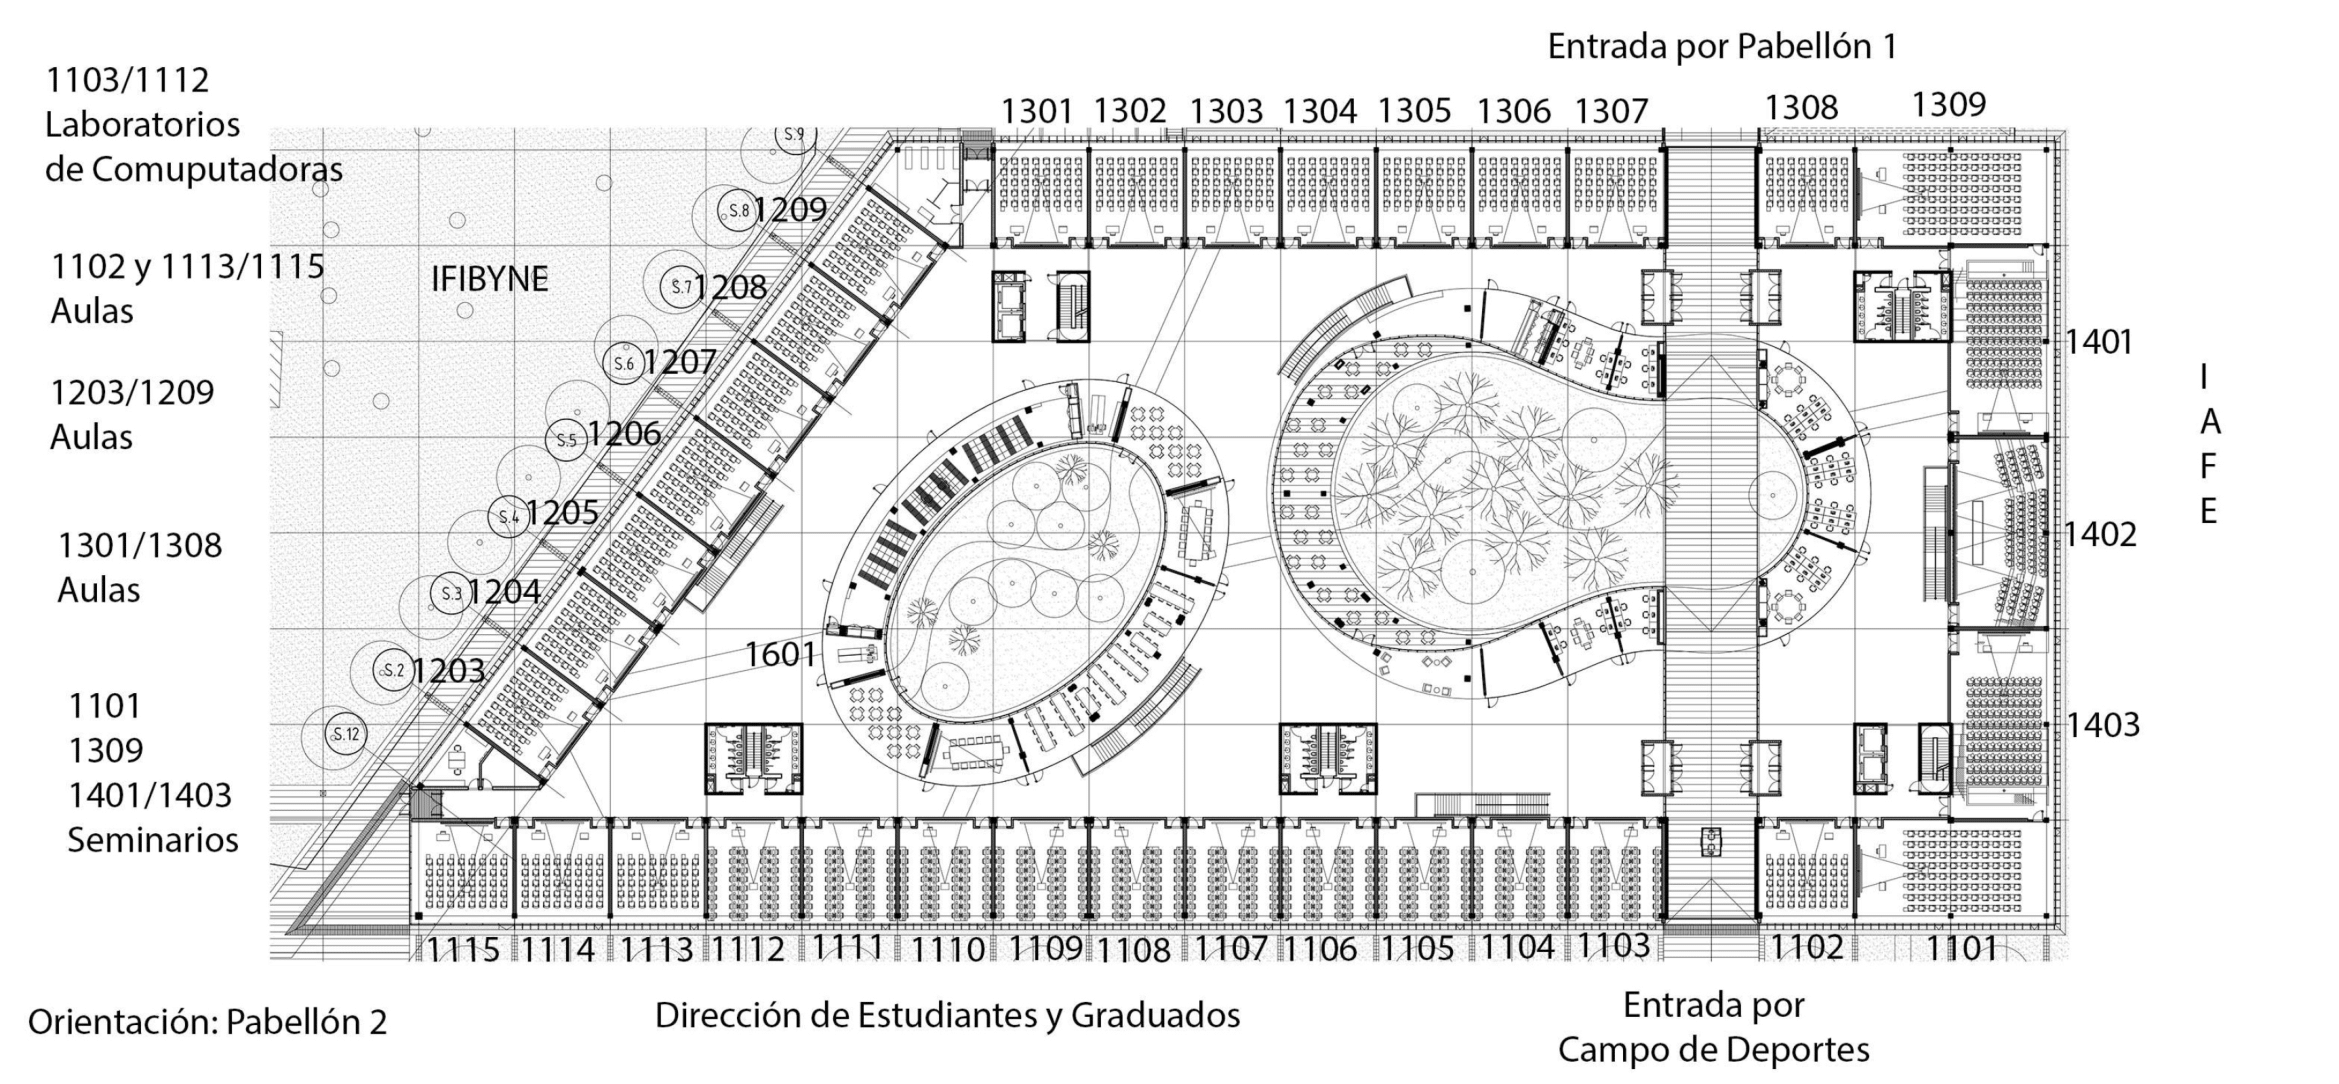 Entrada por Pabellón 1
1103/1112
Laboratorios
de Comuputadoras
1102 y 1113/1115
Aulas
1203/1209
Aulas
1301/1308
Aulas
1101
1309
1401/1403
Seminarios
1301 1302 1303 1304 1305 1306 1307 1308 1309
IFIBYNE
S.9
S.8 1209
S.7 1208
S.6 1207
S.5 1206
S.4 1205
S.3 1204
S.2 1203
S.12
1601
1401
1402
1403
I
A
F
E
1115 1114 1113 1112 1111 1110 1109 1108 1107 1106 1105 1104 1103 1102 1101
Orientación: Pabellón 2
Dirección de Estudiantes y Graduados
Entrada por
Campo de Deportes